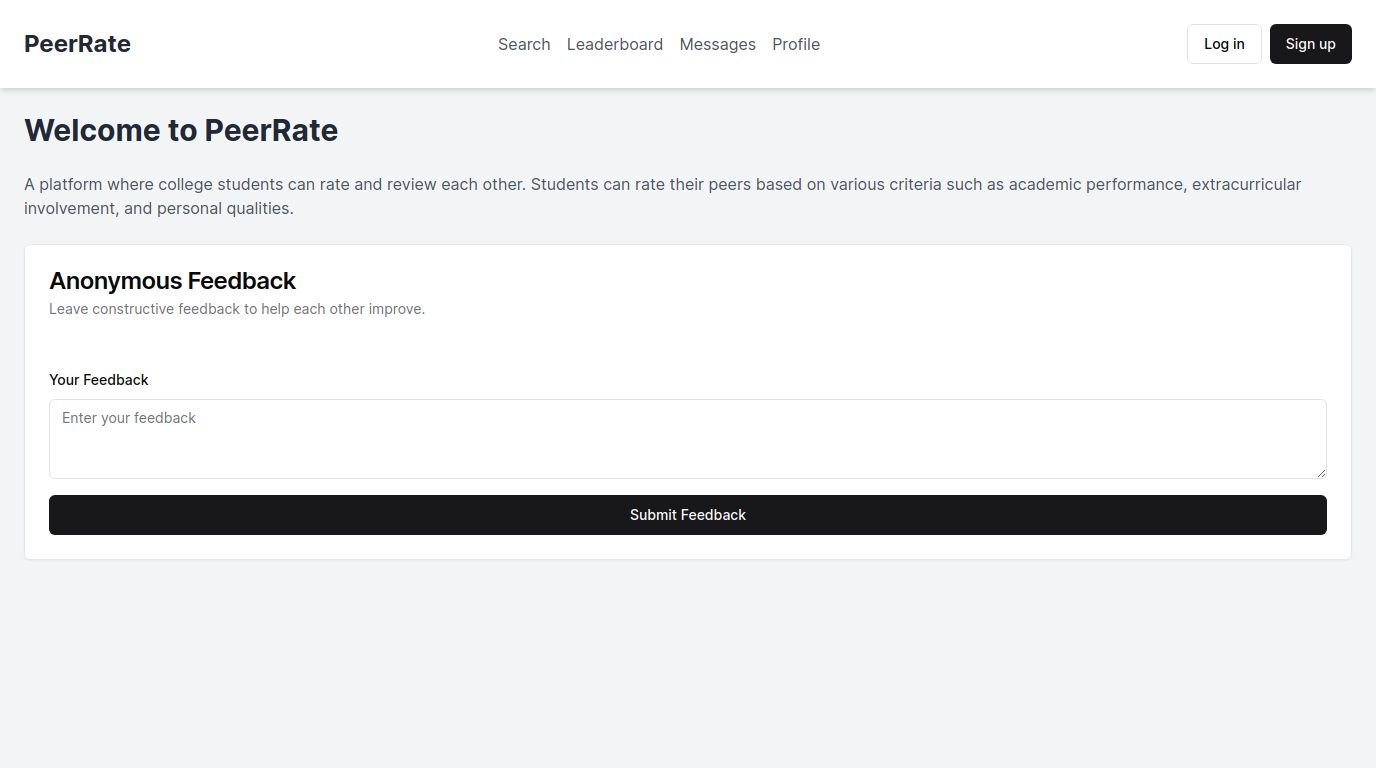 PeerRate
Search Leaderboard Messages Profile
Log in
Sign up
Welcome to PeerRate
A platform where college students can rate and review each other. Students can rate their peers based on various criteria such as academic performance, extracurricular
involvement, and personal qualities.
Anonymous Feedback
Leave constructive feedback to help each other improve.
Your Feedback
Enter your feedback
Submit Feedback